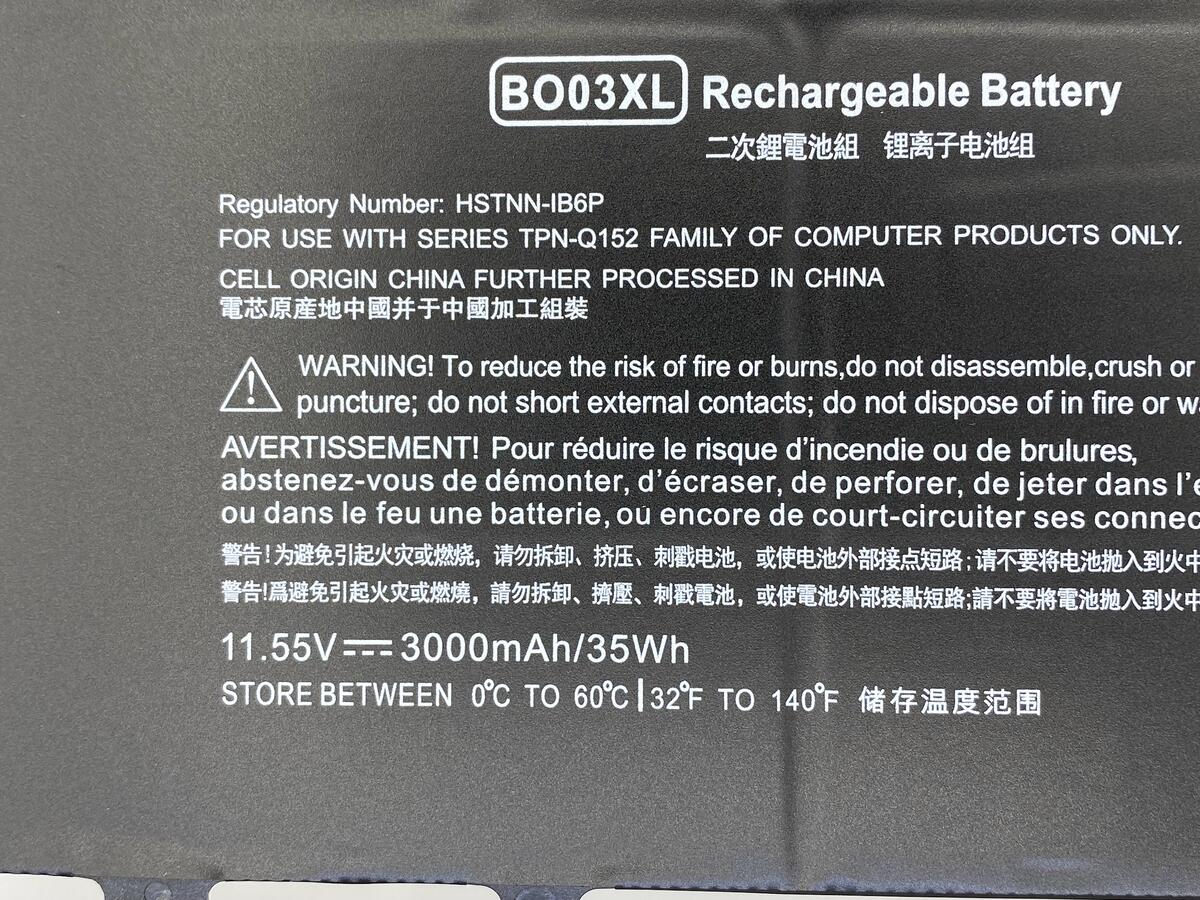 BO03XL Rechargeable Battery
二次鋰電池組 锂离子电池组
Regulatory Number: HSTNN-IB6P
FOR USE WITH SERIES TPN-Q152 FAMILY OF COMPUTER PRODUCTS ONLY.
CELL ORIGIN CHINA FURTHER PROCESSED IN CHINA
電芯原產地中國并于中國加工組裝
WARNING! To reduce the risk of fire or burns,do not disassemble,crush or
puncture; do not short external contacts; do not dispose of in fire or
AVERTISSEMENT! Pour réduire le risque d'incendie ou de brulures,
abstenez-vous de démonter, d'écraser, de perforer, de jeter dans
ou dans le feu une batterie, ou encore de court-circuiter ses
警告!为避免引起火灾或燃烧，请勿拆卸、挤压、刺戳电池，或使电池外部接点短路;请不要将电池抛入到火中
警告!爲避免引起火灾或燃燒，請勿拆卸、擠壓、刺戳電池，或使電池外部接點短路;請不要將電池抛入到火中
11.55V⎓3000mAh/35Wh
STORE BETWEEN 0℃ TO 60℃|32℉ TO 140℉ 储存温度范围